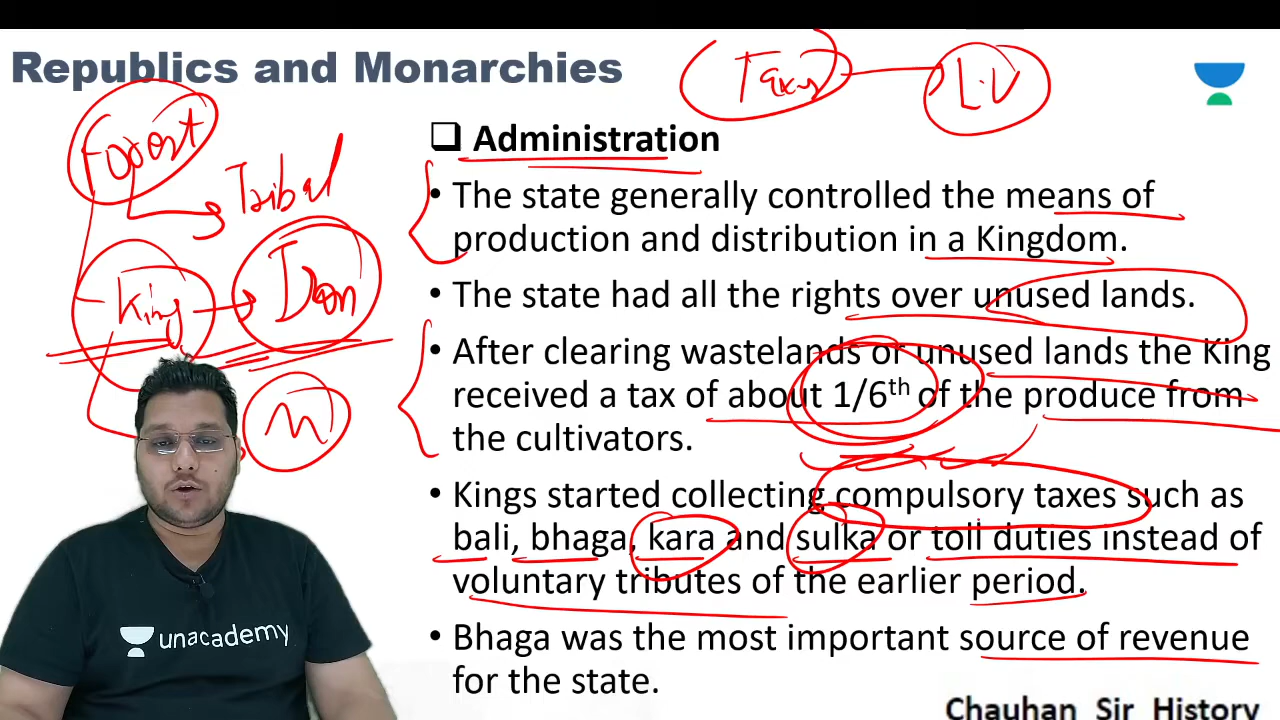 Republics and Monarchies
Taxes
L.V
Forest
Tribal
King
❑ Administration
• The state generally controlled the means of
production and distribution in a Kingdom.
• The state had all the rights over unused lands.
• After clearing wastelands or unused lands the King
received a tax of about 1/6th of the produce from
the cultivators.
• Kings started collecting compulsory taxes such as
bali, bhaga, kara and sulka or toll duties instead of
voluntary tributes of the earlier period.
• Bhaga was the most important source of revenue
for the state.
unacademy
Chauhan Sir History